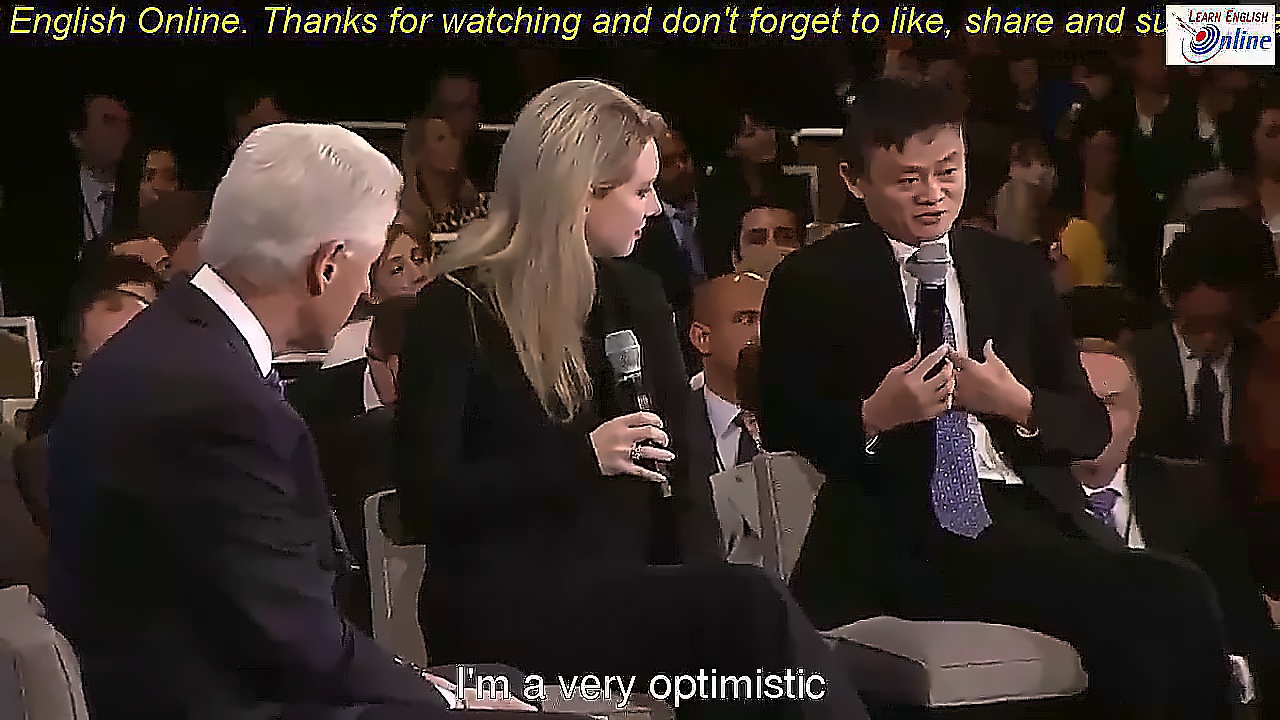 English Online. Thanks for watching and don't forget to like, share and su
LEARN ENGLISH
Online
I'm a very optimistic